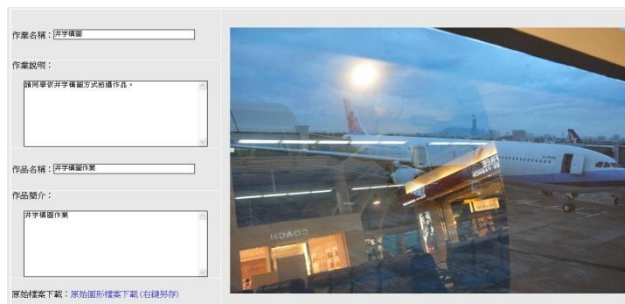 作業名稱：井字構圖
作業說明：
請同學依井字構圖方式拍攝作品。
作品名稱：井字構圖作業
作品簡介：
井字構圖作業
原始檔案下載：原始圖形檔案下載(右鍵另存)
COACH
FREE